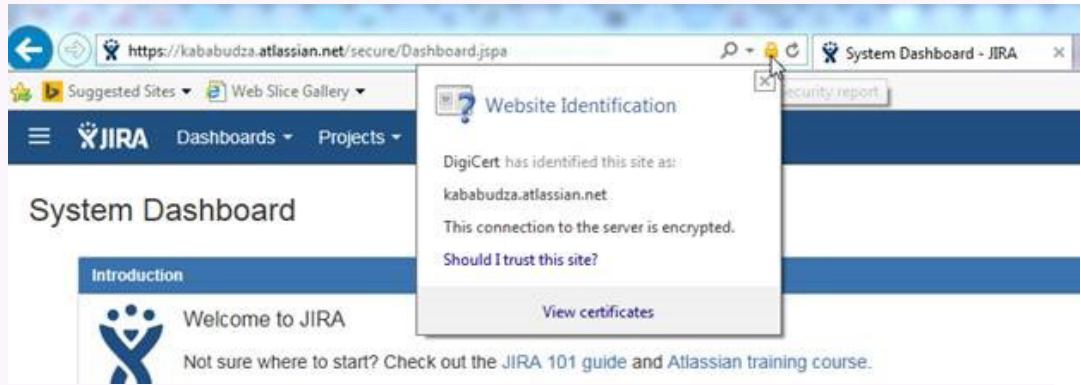 https://kababudza.atlassian.net/secure/Dashboard.jspa
System Dashboard - JIRA
Suggested Sites
Web Slice Gallery
ecurity report
JIRA Dashboards Projects
Website Identification
DigiCert has identified this site as:
kababudza.atlassian.net
This connection to the server is encrypted.
Should I trust this site?
View certificates
System Dashboard
Introduction
Welcome to JIRA
Not sure where to start? Check out the JIRA 101 guide and Atlassian training course.